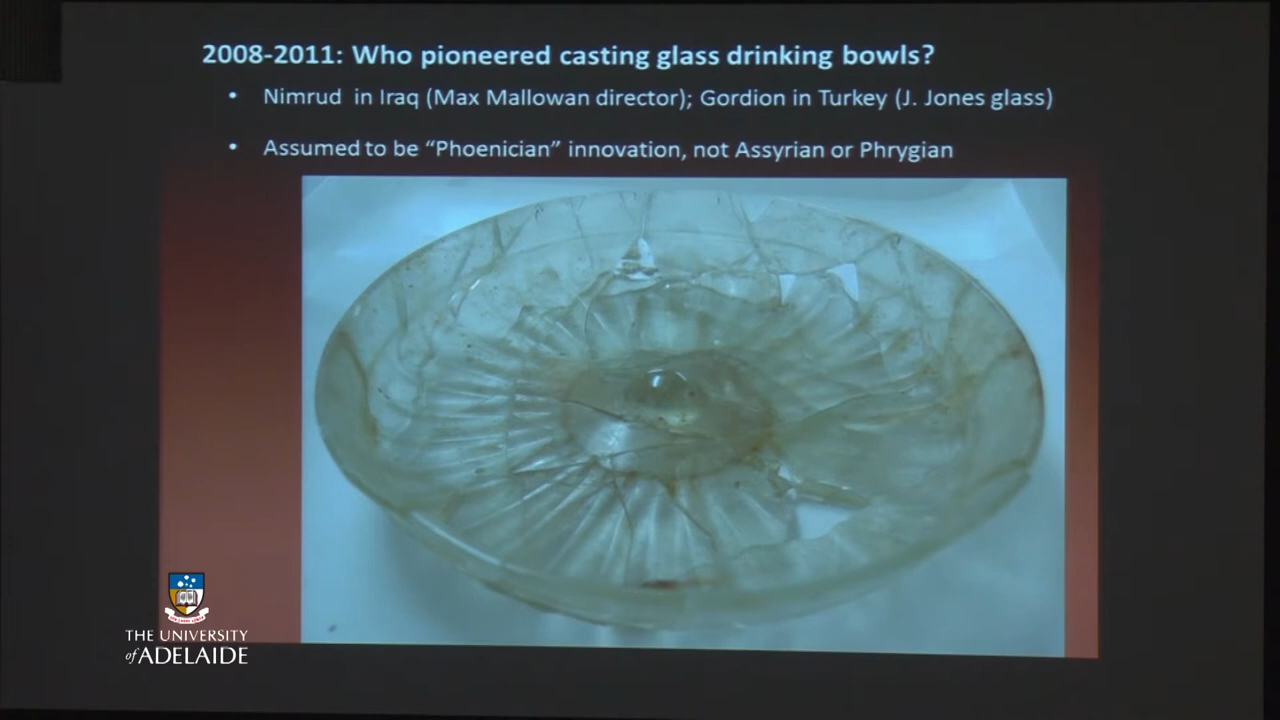 2008-2011: Who pioneered casting glass drinking bowls?
• Nimrud in Iraq (Max Mallowan director); Gordion in Turkey (J. Jones glass)
• Assumed to be “Phoenician” innovation, not Assyrian or Phrygian
THE UNIVERSITY
of ADELAIDE